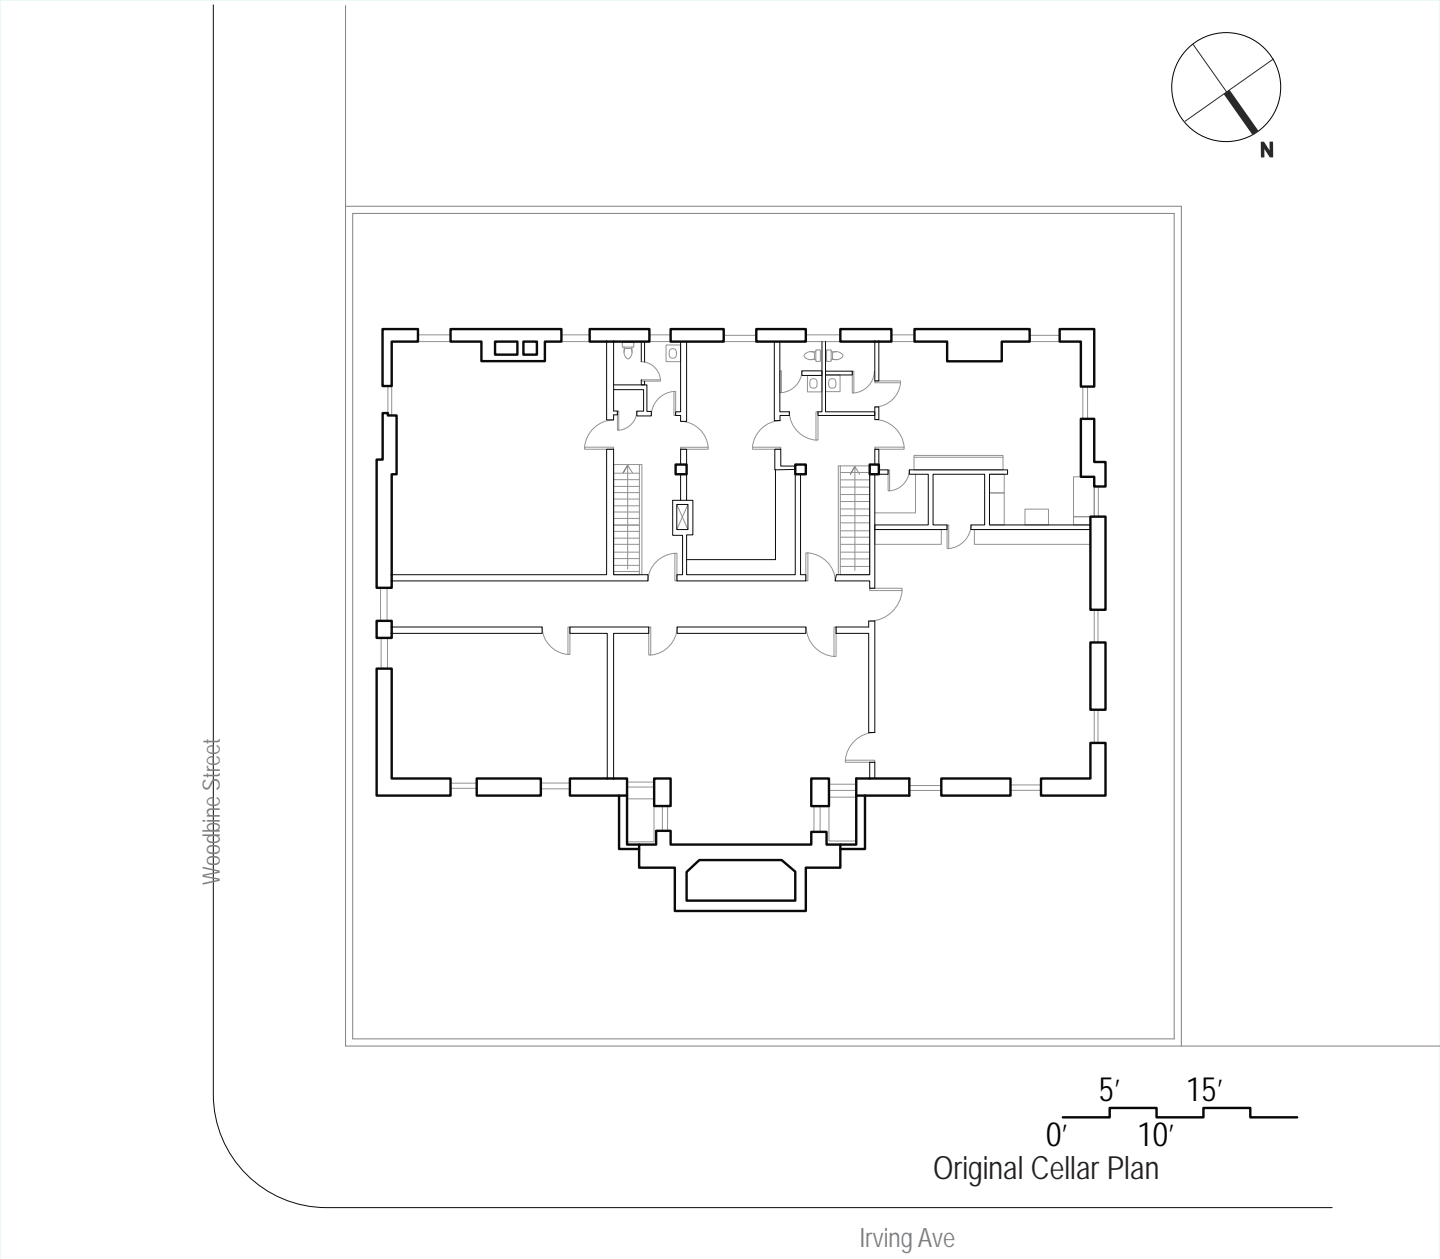 N
Woodbine Street
5′ 15′
0′ 10′
Original Cellar Plan
Irving Ave